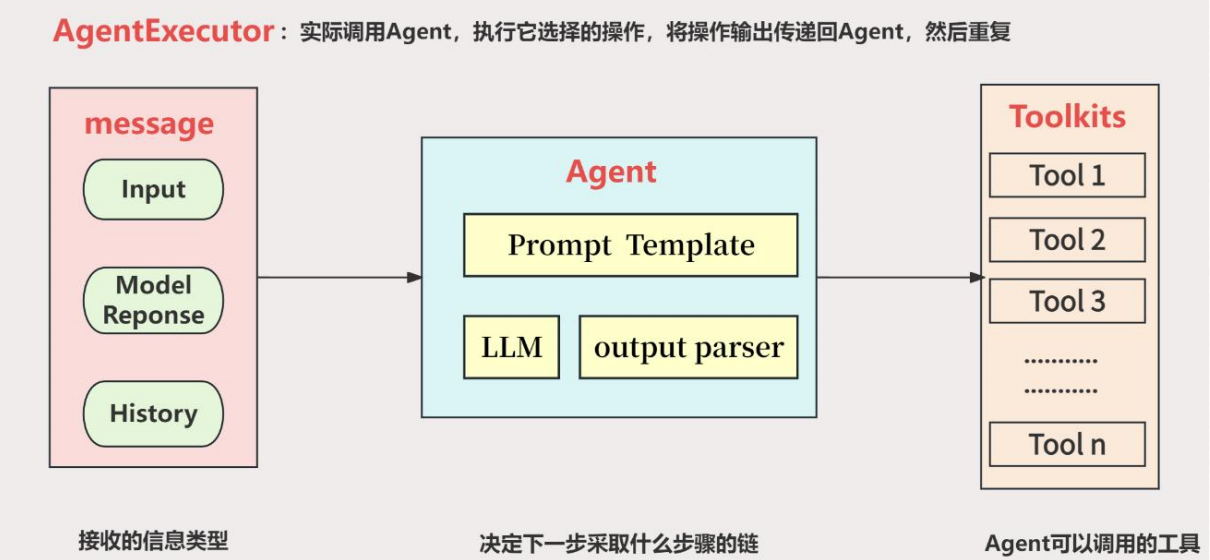 AgentExecutor：实际调用Agent，执行它选择的操作，将操作输出传递回Agent，然后重复
message
Input
Model
Reponse
History
接收的信息类型
Agent
Prompt Template
LLM
output parser
决定下一步采取什么步骤的链
Toolkits
Tool 1
Tool 2
Tool 3
...........
...........
Tool n
Agent可以调用的工具